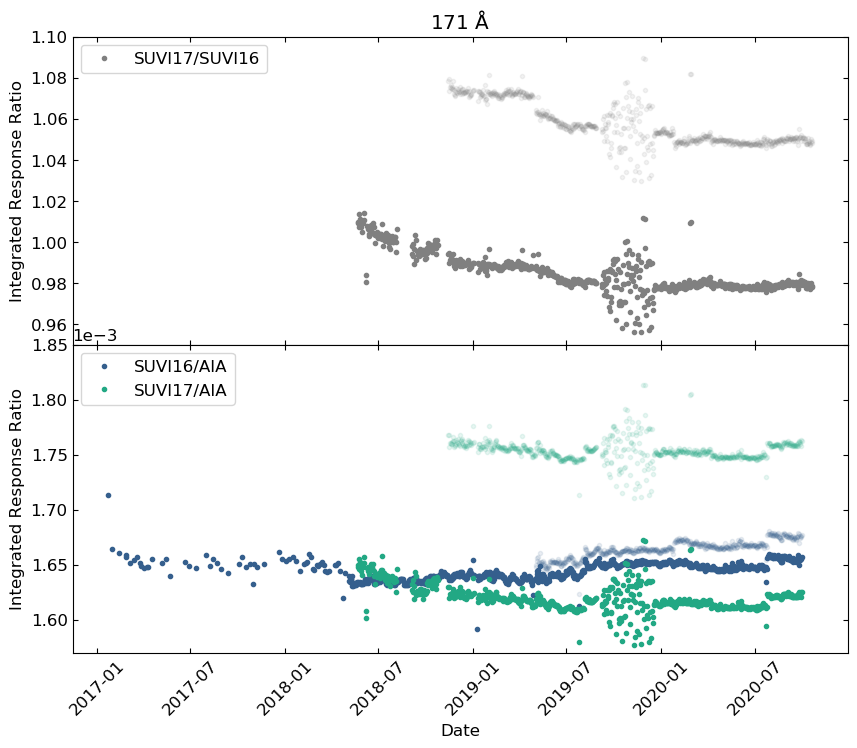 171 Å
SUVI17/SUVI16
Integrated Response Ratio
1.10
1.08
1.06
1.04
1.02
1.00
0.98
0.96
1e−3
1.85
SUVI16/AIA
SUVI17/AIA
Integrated Response Ratio
1.80
1.75
1.70
1.65
1.60
2017-01
2017-07
2018-01
2018-07
2019-01
2019-07
2020-01
2020-07
Date